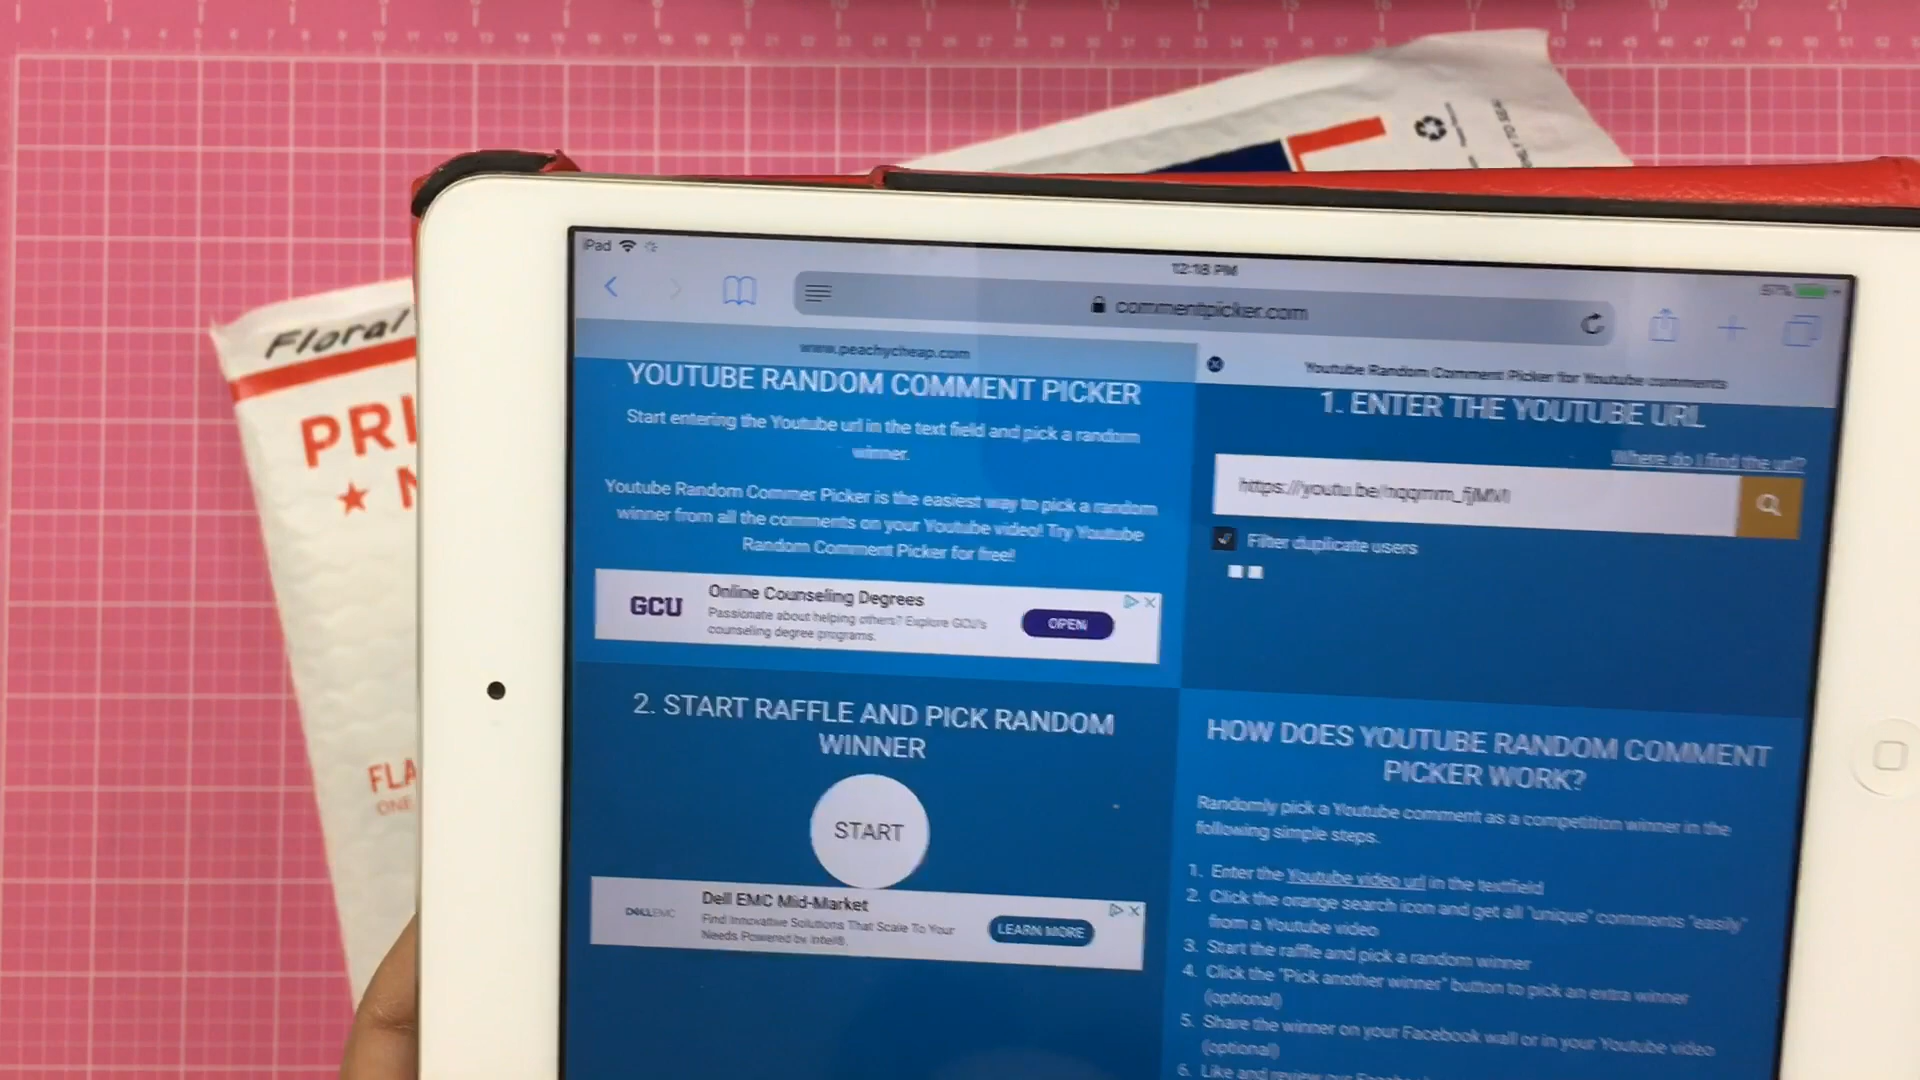 Floral
PRI
N
FLA
ONE
iPad
12:18 PM
97%
commentpicker.com
www.peachycheap.com
Youtube Random Comment Picker for Youtube comments
YOUTUBE RANDOM COMMENT PICKER
Start entering the Youtube url in the text field and pick a random
winner.
Youtube Random Commer Picker is the easiest way to pick a random
winner from all the comments on your Youtube video! Try Youtube
Random Comment Picker for free!
GCU
Online Counseling Degrees
Passionate about helping others? Explore GCU's
counseling degree programs.
OPEN
1. ENTER THE YOUTUBE URL
Where do I find the url?
Filter duplicate users
2. START RAFFLE AND PICK RANDOM
WINNER
START
DELLEMC
Dell EMC Mid-Market
Find Innovative Solutions That Scale To Your
Needs Powered by Intel®.
LEARN MORE
HOW DOES YOUTUBE RANDOM COMMENT
PICKER WORK?
Randomly pick a Youtube comment as a competition winner in the
following simple steps.
1. Enter the Youtube video url in the textfield
2. Click the orange search icon and get all "unique" comments "easily"
from a Youtube video
3. Start the raffle and pick a random winner
4. Click the "Pick another winner" button to pick an extra winner
(optional)
5. Share the winner on your Facebook wall or in your Youtube video
(optional)
6. Like and review our